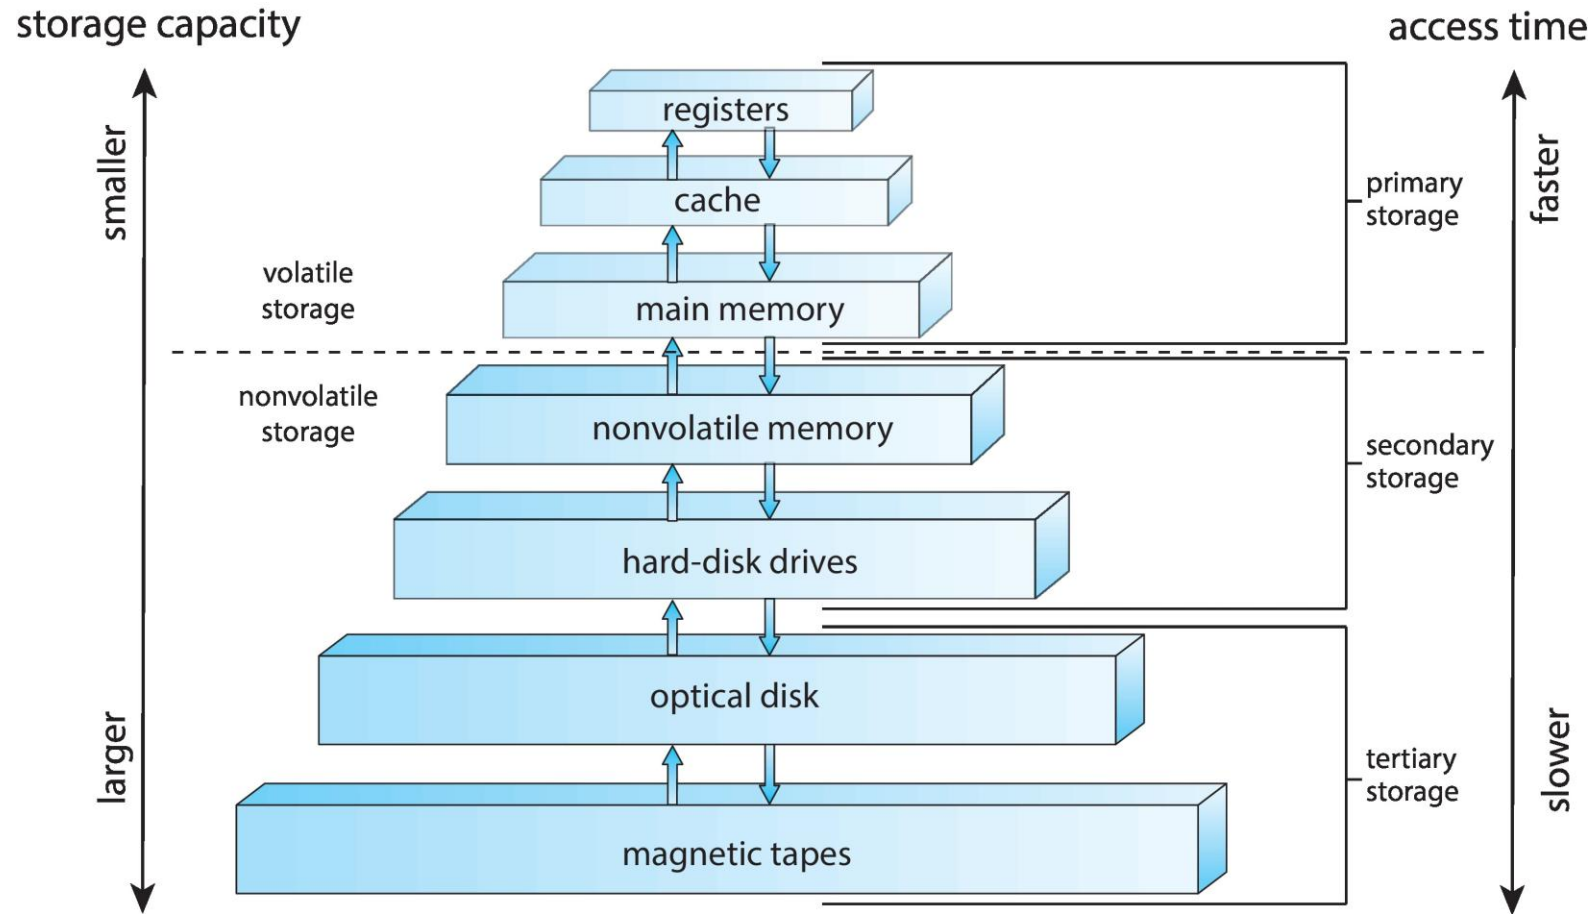 storage capacity
access time
registers
smaller
cache
primary
storage
faster
volatile
storage
main memory
nonvolatile
storage
nonvolatile memory
secondary
storage
hard-disk drives
optical disk
larger
tertiary
storage
slower
magnetic tapes